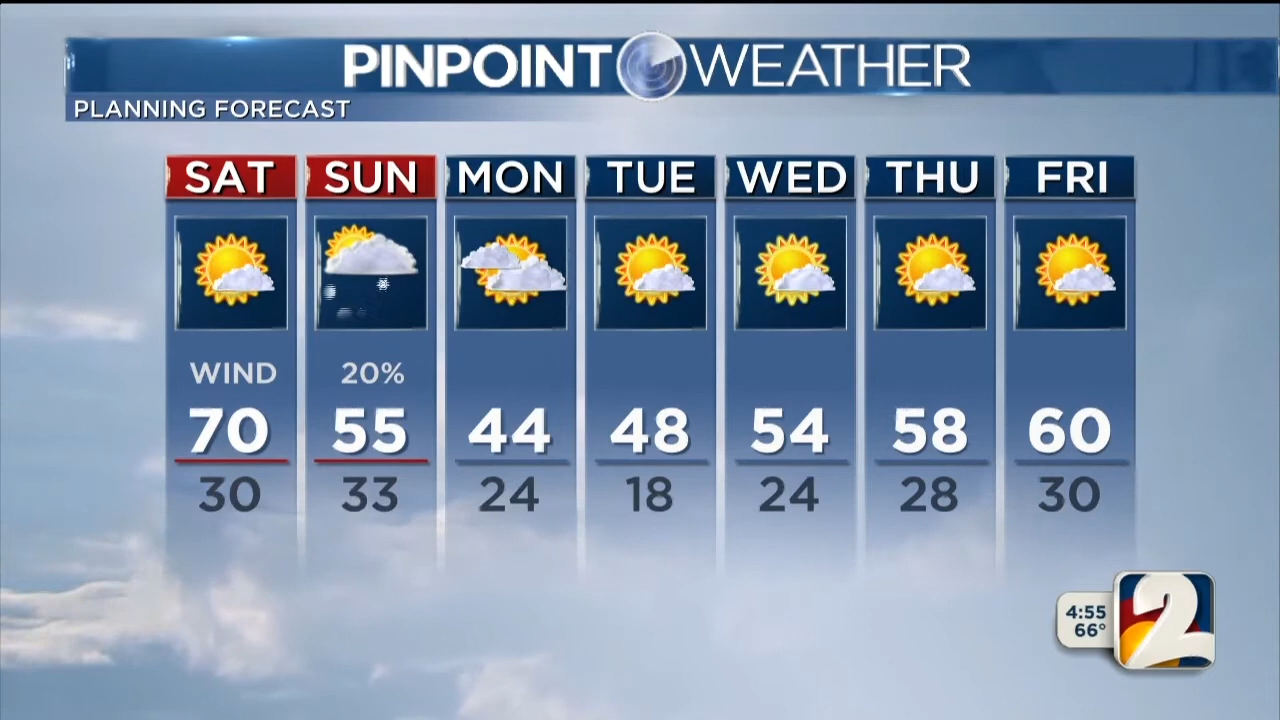 PINPOINT WEATHER
PLANNING FORECAST
SAT SUN MON TUE WED THU FRI
WIND 20%
70 55 44 48 54 58 60
30 33 24 18 24 28 30
4:55
66°
2